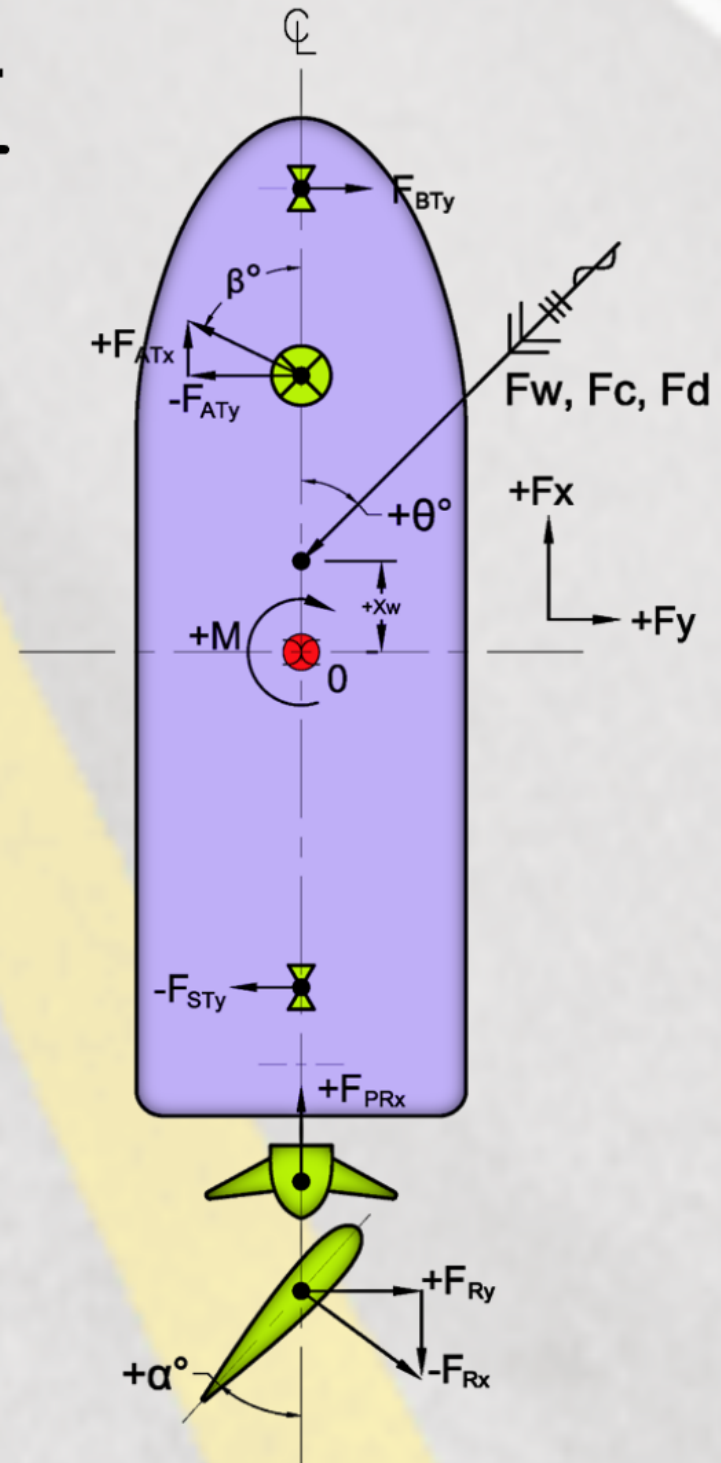 ℄
F_BTy
β°
+F_ATx
-F_ATy
Fw, Fc, Fd
+θ°
+Fx
+xw
+Fy
+M
0
-F_STy
+F_PRx
+F_Ry
-F_Rx
+α°